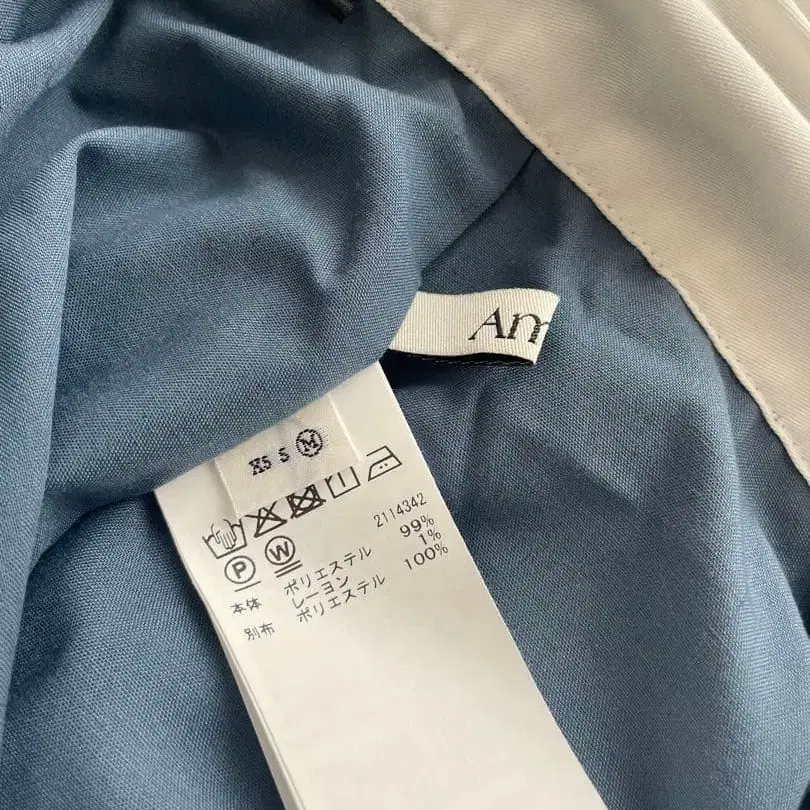 Am
XS S M
P W
2114342
本体 ポリエステル 99%
レーヨン 1%
別布 ポリエステル 100%